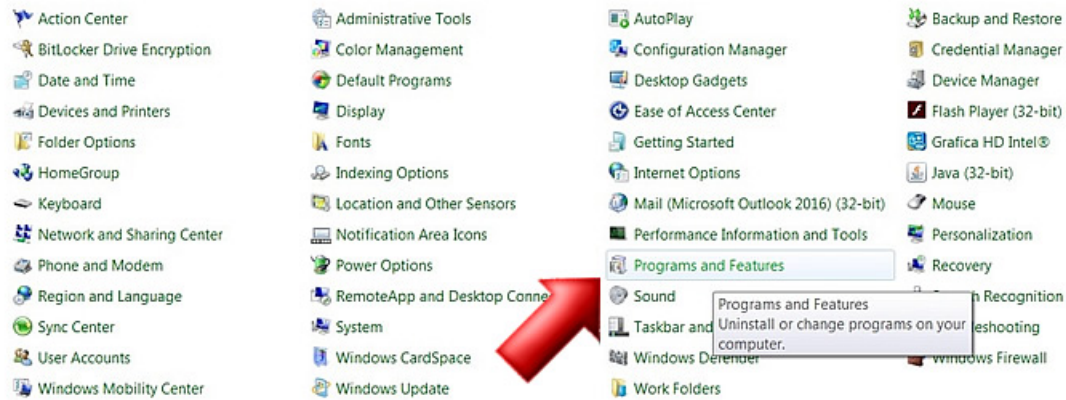 Action Center
Administrative Tools
AutoPlay
Backup and Restore
BitLocker Drive Encryption
Color Management
Configuration Manager
Credential Manager
Date and Time
Default Programs
Desktop Gadgets
Device Manager
Devices and Printers
Display
Ease of Access Center
Flash Player (32-bit)
Folder Options
Fonts
Getting Started
Grafica HD Intel®
HomeGroup
Indexing Options
Internet Options
Java (32-bit)
Keyboard
Location and Other Sensors
Mail (Microsoft Outlook 2016) (32-bit)
Mouse
Network and Sharing Center
Notification Area Icons
Performance Information and Tools
Personalization
Phone and Modem
Power Options
Programs and Features
Recovery
Region and Language
RemoteApp and Desktop Conne
Sound
Recognition
Programs and Features
Uninstall or change programs on your
computer.
Sync Center
System
Taskbar and
eshooting
User Accounts
Windows CardSpace
Windows Defender
Windows Firewall
Windows Mobility Center
Windows Update
Work Folders